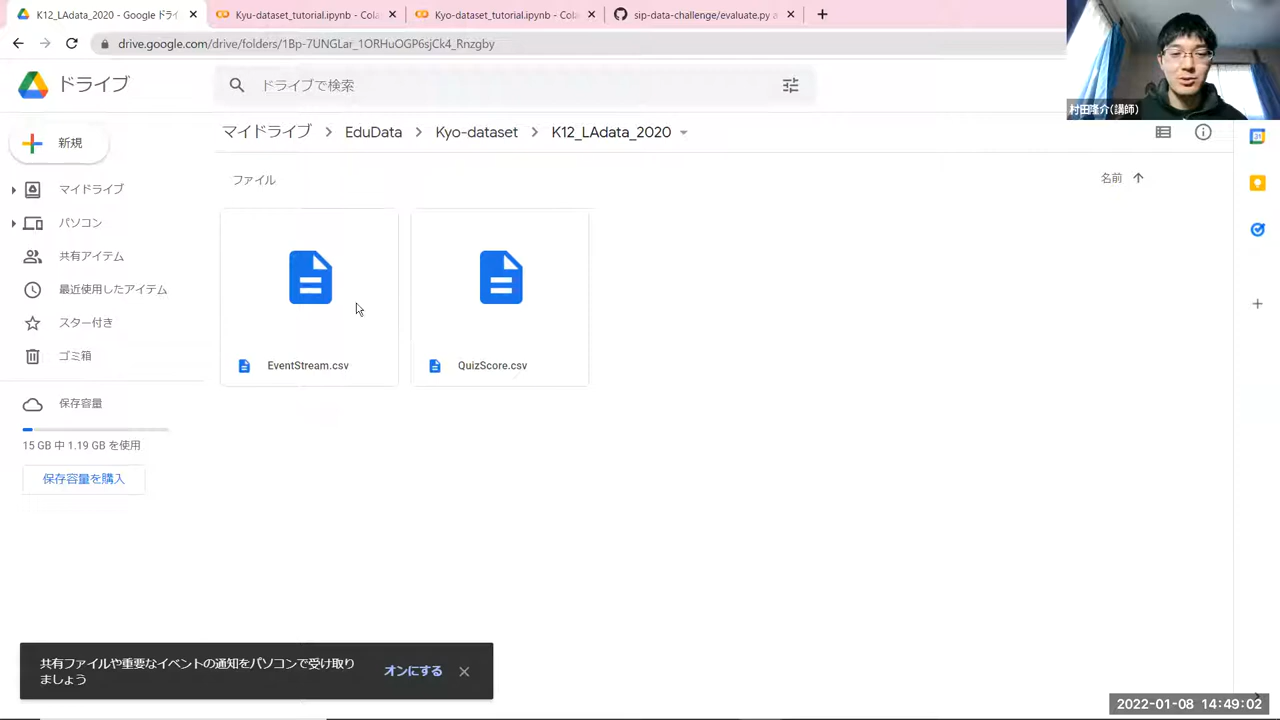 K12_LAdata_2020 - Google ドライ
Kyu-dataset_tutorial.ipynb - Cola
Kyo-dataset_tutorial.ipynb - Cola
sip-data-challenge/evaluate.py a
drive.google.com/drive/folders/1Bp-7UNGLar_1ORHuOGP6sjCk4_Rnzgby
ドライブ
ドライブで検索
村田隆介(講師)
新規
マイドライブ
EduData
Kyo-dataset
K12_LAdata_2020
ファイル
名前
マイドライブ
パソコン
共有アイテム
最近使用したアイテム
スター付き
ゴミ箱
保存容量
15 GB 中 1.19 GB を使用
保存容量を購入
EventStream.csv
QuizScore.csv
共有ファイルや重要なイベントの通知をパソコンで受け取り
ましょう
オンにする
2022-01-08 14:49:02